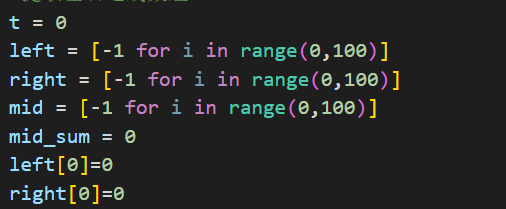 t = 0
left = [-1 for i in range(0,100)]
right = [-1 for i in range(0,100)]
mid = [-1 for i in range(0,100)]
mid_sum = 0
left[0]=0
right[0]=0